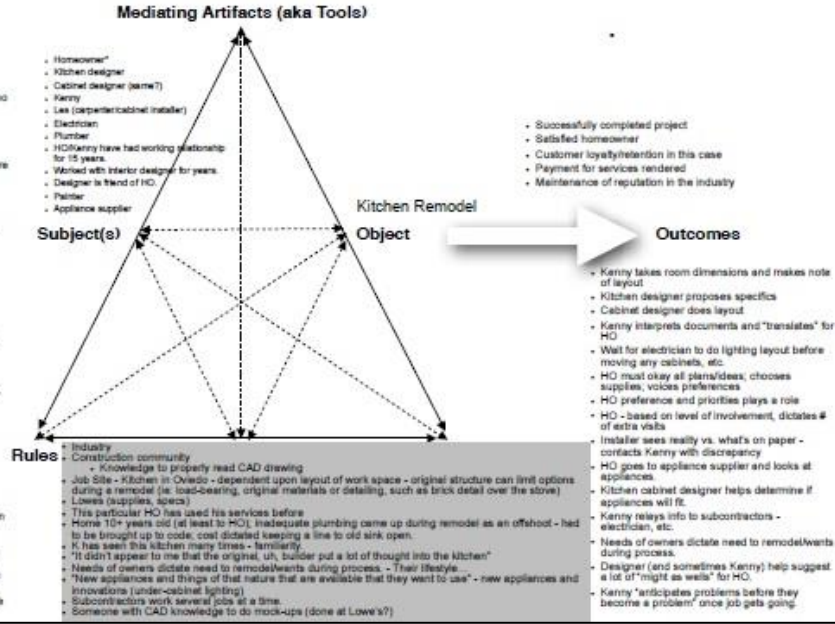 Mediating Artifacts (aka Tools)
• Homeowner*
• Kitchen designer
• Cabinet designer (same?)
• Kenny
• Les (carpenter/cabinet installer)
• Electrician
• Plumber
• HO/Kenny have had working relationship
for 15 years.
• Worked with interior designer for years.
• Designer is friend of HO.
• Painter
• Appliance supplier
Subject(s)
• Successfully completed project
• Satisfied homeowner
• Customer loyalty/retention in this case
• Payment for services rendered
• Maintenance of reputation in the industry
Kitchen Remodel
Object
Outcomes
• Kenny takes room dimensions and makes note
of layout
• Kitchen designer proposes specifics
• Cabinet designer does layout
• Kenny interprets documents and "translates" for
HO
• Wait for electrician to do lighting layout before
moving any cabinets, etc.
• HO must okay all plans/ideas; chooses
supplies, voices preferences
• HO preference and priorities plays a role
• HO - based on level of involvement, dictates #
of extra visits
• Installer sees reality vs. what's on paper -
contacts Kenny with discrepancy
• HO goes to appliance supplier and looks at
appliances.
• Kitchen cabinet designer helps determine if
appliances will fit.
• Kenny relays info to subcontractors -
electrician, etc.
• Needs of owners dictate need to remodel/wants
during process.
• Designer (and sometimes Kenny) help suggest
a lot of "might as wells" for HO.
• Kenny "anticipates problems before they
become a problem" once job gets going.
Rules
• Industry
• Construction community
• Knowledge to properly read CAD drawing
• Job Site - Kitchen in Oviedo - dependent upon layout of work space - original structure can limit options
during a remodel (ie: load-bearing, original materials or detailing, such as brick detail over the stove)
• Lowes (supplies, specs)
• This particular HO has used his services before
• Home 10+ years old (at least to HO), inadequate plumbing came up during remodel as an offshoot - had
to be brought up to code; cost dictated keeping a line to old sink open.
• K has seen this kitchen many times - familiarity.
• "It didn't appear to me that the original, uh, builder put a lot of thought into the kitchen"
• Needs of owners dictate need to remodel/wants during process. - Their lifestyle...
• "New appliances and things of that nature that are available that they want to use" - new appliances and
innovations (under-cabinet lighting)
• Subcontractors work several jobs at a time.
• Someone with CAD knowledge to do mock-ups (done at Lowe's?)